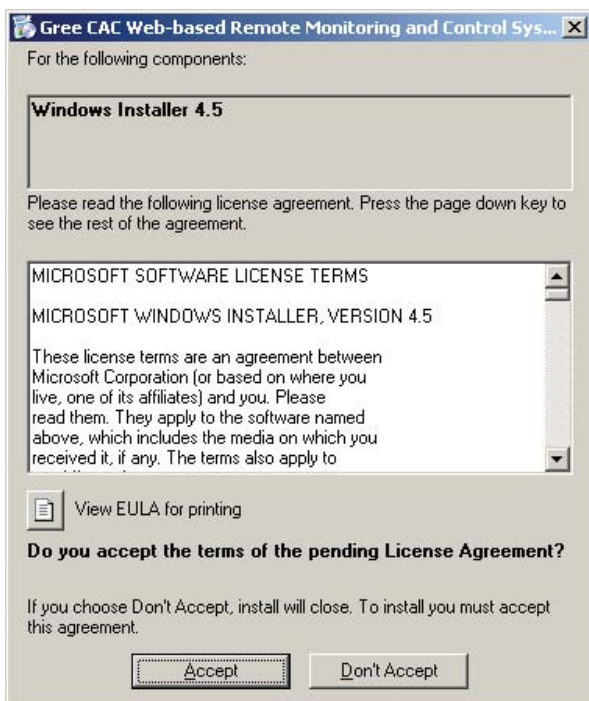 Gree CAC Web-based Remote Monitoring and Control Sys...
For the following components:
Windows Installer 4.5
Please read the following license agreement. Press the page down key to
see the rest of the agreement.
MICROSOFT SOFTWARE LICENSE TERMS
MICROSOFT WINDOWS INSTALLER, VERSION 4.5
These license terms are an agreement between
Microsoft Corporation (or based on where you
live, one of its affiliates) and you. Please
read them. They apply to the software named
above, which includes the media on which you
received it, if any. The terms also apply to
View EULA for printing
Do you accept the terms of the pending License Agreement?
If you choose Don't Accept, install will close. To install you must accept
this agreement.
Accept
Don't Accept